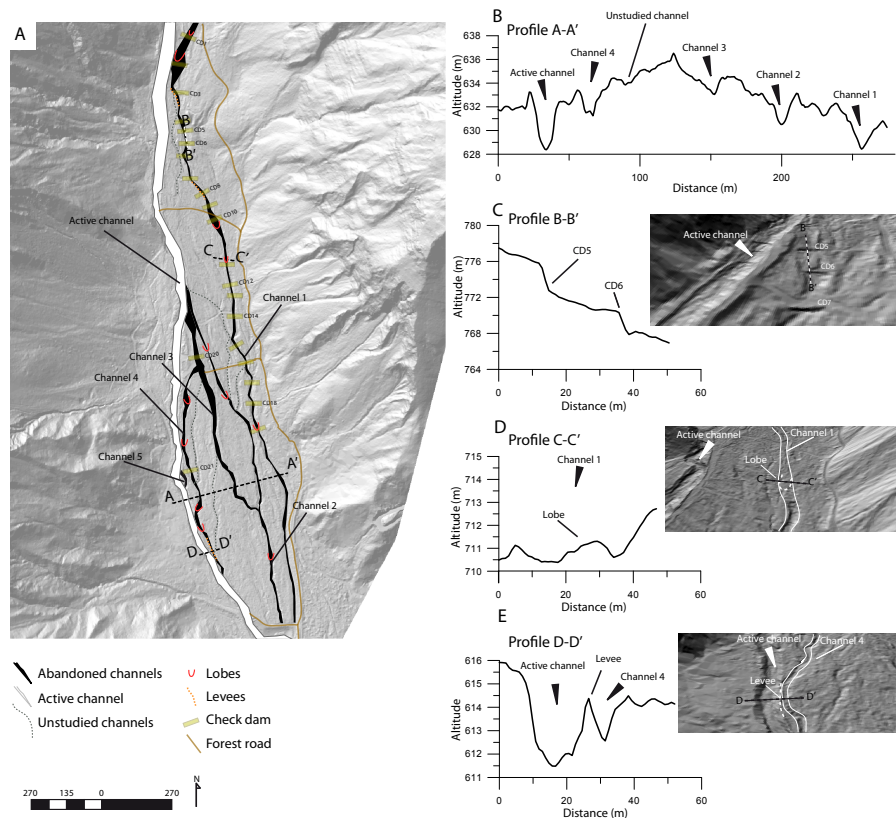 A
CD1
CD3
B
CD5
CD6
B'
CD8
CD10
Active channel
C
C'
CD12
Channel 1
CD14
Channel 3
CD20
Channel 4
CD18
Channel 5
CD21
A'
A
Channel 2
D
D'
Abandoned channels
Active channel
Unstudied channels
Lobes
Levees
Check dam
Forest road
270 135 0 270
N
B
Profile A-A'
Unstudied channel
Channel 4
Channel 3
Active channel
Channel 2
Channel 1
Altitude (m)
638
636
634
632
630
628
0 100 200
Distance (m)
C
Profile B-B'
CD5
CD6
Altitude (m)
780
776
772
768
764
0 20 40 60
Distance (m)
Active channel
B
CD5
CD6
B'
CD7
D
Profile C-C'
Channel 1
Lobe
Altitude (m)
715
714
713
712
711
710
0 20 40 60
Distance (m)
Active channel
Channel 1
Lobe
C
C'
E
Profile D-D'
Levee
Active channel
Channel 4
Altitude
616
615
614
613
612
611
0 20 40 60
Distance (m)
Active channel
Channel 4
Levee
D
D'